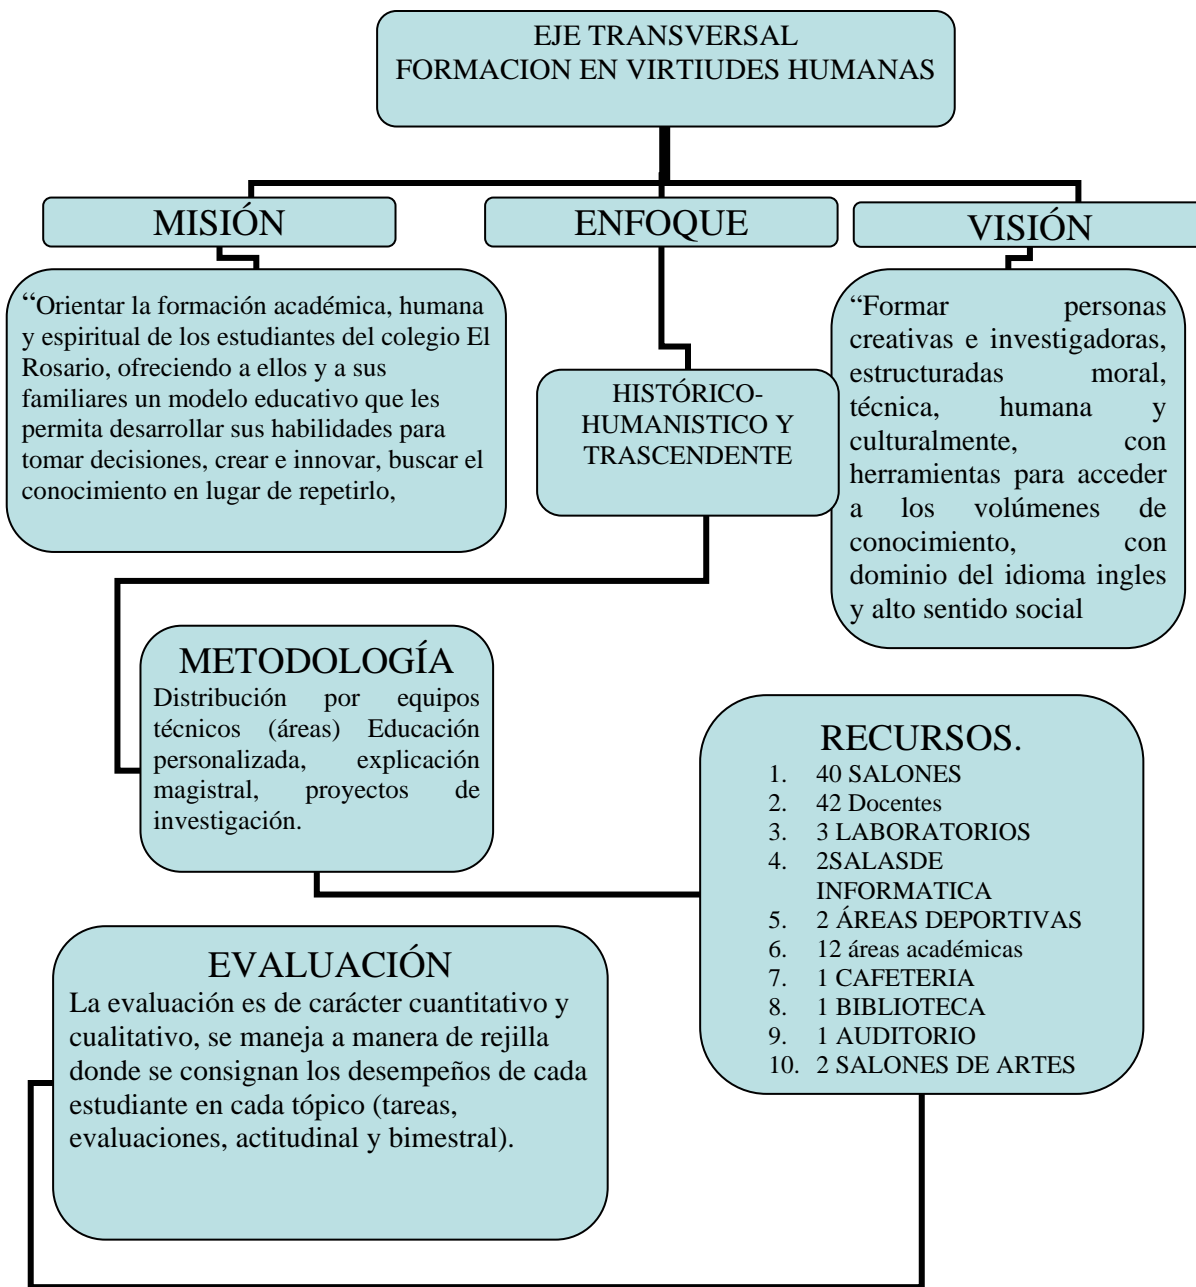 EJE TRANSVERSAL
FORMACION EN VIRTIUDES HUMANAS
MISIÓN
ENFOQUE
VISIÓN
“Orientar la formación académica, humana
y espiritual de los estudiantes del colegio El
Rosario, ofreciendo a ellos y a sus
familiares un modelo educativo que les
permita desarrollar sus habilidades para
tomar decisiones, crear e innovar, buscar el
conocimiento en lugar de repetirlo,
HISTÓRICO-
HUMANISTICO Y
TRASCENDENTE
“Formar personas
creativas e investigadoras,
estructuradas moral,
técnica, humana y
culturalmente, con
herramientas para acceder
a los volúmenes de
conocimiento, con
dominio del idioma ingles
y alto sentido social
METODOLOGÍA
Distribución por equipos
técnicos (áreas) Educación
personalizada, explicación
magistral, proyectos de
investigación.
RECURSOS.
1. 40 SALONES
2. 42 Docentes
3. 3 LABORATORIOS
4. 2SALASDE
INFORMATICA
5. 2 ÁREAS DEPORTIVAS
6. 12 áreas académicas
7. 1 CAFETERIA
8. 1 BIBLIOTECA
9. 1 AUDITORIO
10. 2 SALONES DE ARTES
EVALUACIÓN
La evaluación es de carácter cuantitativo y
cualitativo, se maneja a manera de rejilla
donde se consignan los desempeños de cada
estudiante en cada tópico (tareas,
evaluaciones, actitudinal y bimestral).